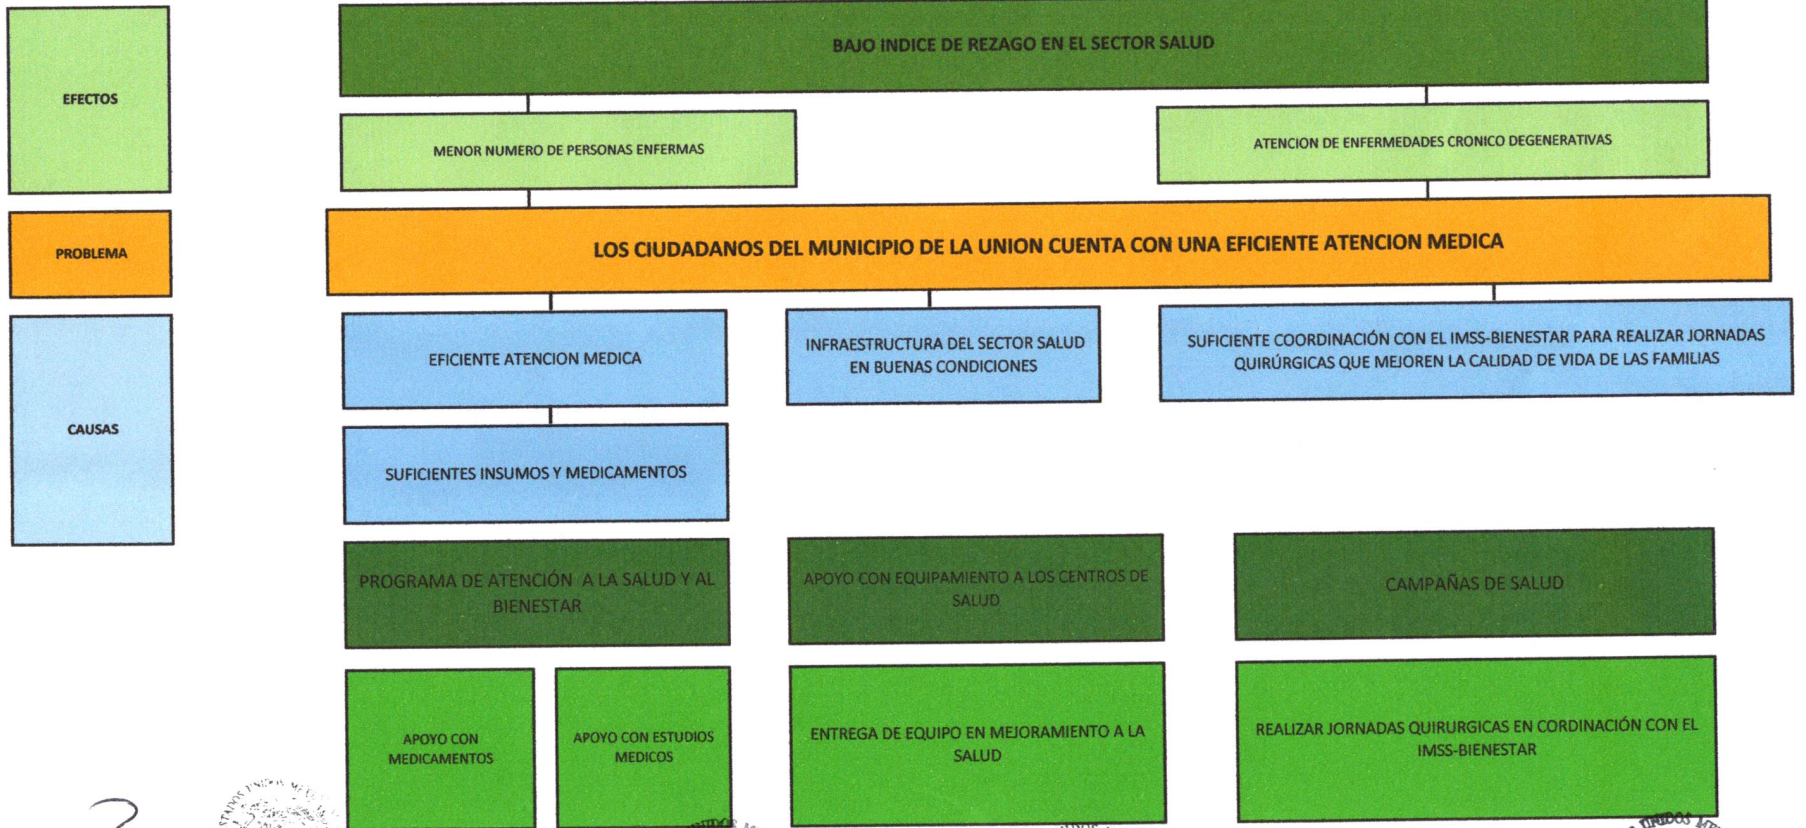 EFECTOS
BAJO INDICE DE REZAGO EN EL SECTOR SALUD
MENOR NUMERO DE PERSONAS ENFERMAS
ATENCION DE ENFERMEDADES CRONICO DEGENERATIVAS
PROBLEMA
LOS CIUDADANOS DEL MUNICIPIO DE LA UNION CUENTA CON UNA EFICIENTE ATENCION MEDICA
CAUSAS
EFICIENTE ATENCION MEDICA
INFRAESTRUCTURA DEL SECTOR SALUD
EN BUENAS CONDICIONES
SUFICIENTE COORDINACIÓN CON EL IMSS-BIENESTAR PARA REALIZAR JORNADAS
QUIRÚRGICAS QUE MEJOREN LA CALIDAD DE VIDA DE LAS FAMILIAS
SUFICIENTES INSUMOS Y MEDICAMENTOS
PROGRAMA DE ATENCIÓN A LA SALUD Y AL
BIENESTAR
APOYO CON EQUIPAMIENTO A LOS CENTROS DE
SALUD
CAMPAÑAS DE SALUD
APOYO CON
MEDICAMENTOS
APOYO CON ESTUDIOS
MEDICOS
ENTREGA DE EQUIPO EN MEJORAMIENTO A LA
SALUD
REALIZAR JORNADAS QUIRURGICAS EN CORDINACIÓN CON EL
IMSS-BIENESTAR